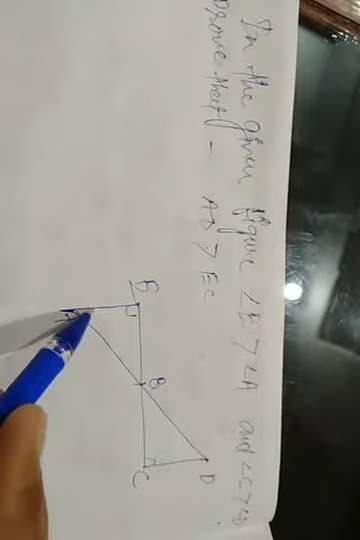 In the given figure ∠E > ∠A and ∠C > ∠D
prove that - AD > EC
E
A
B
D
C